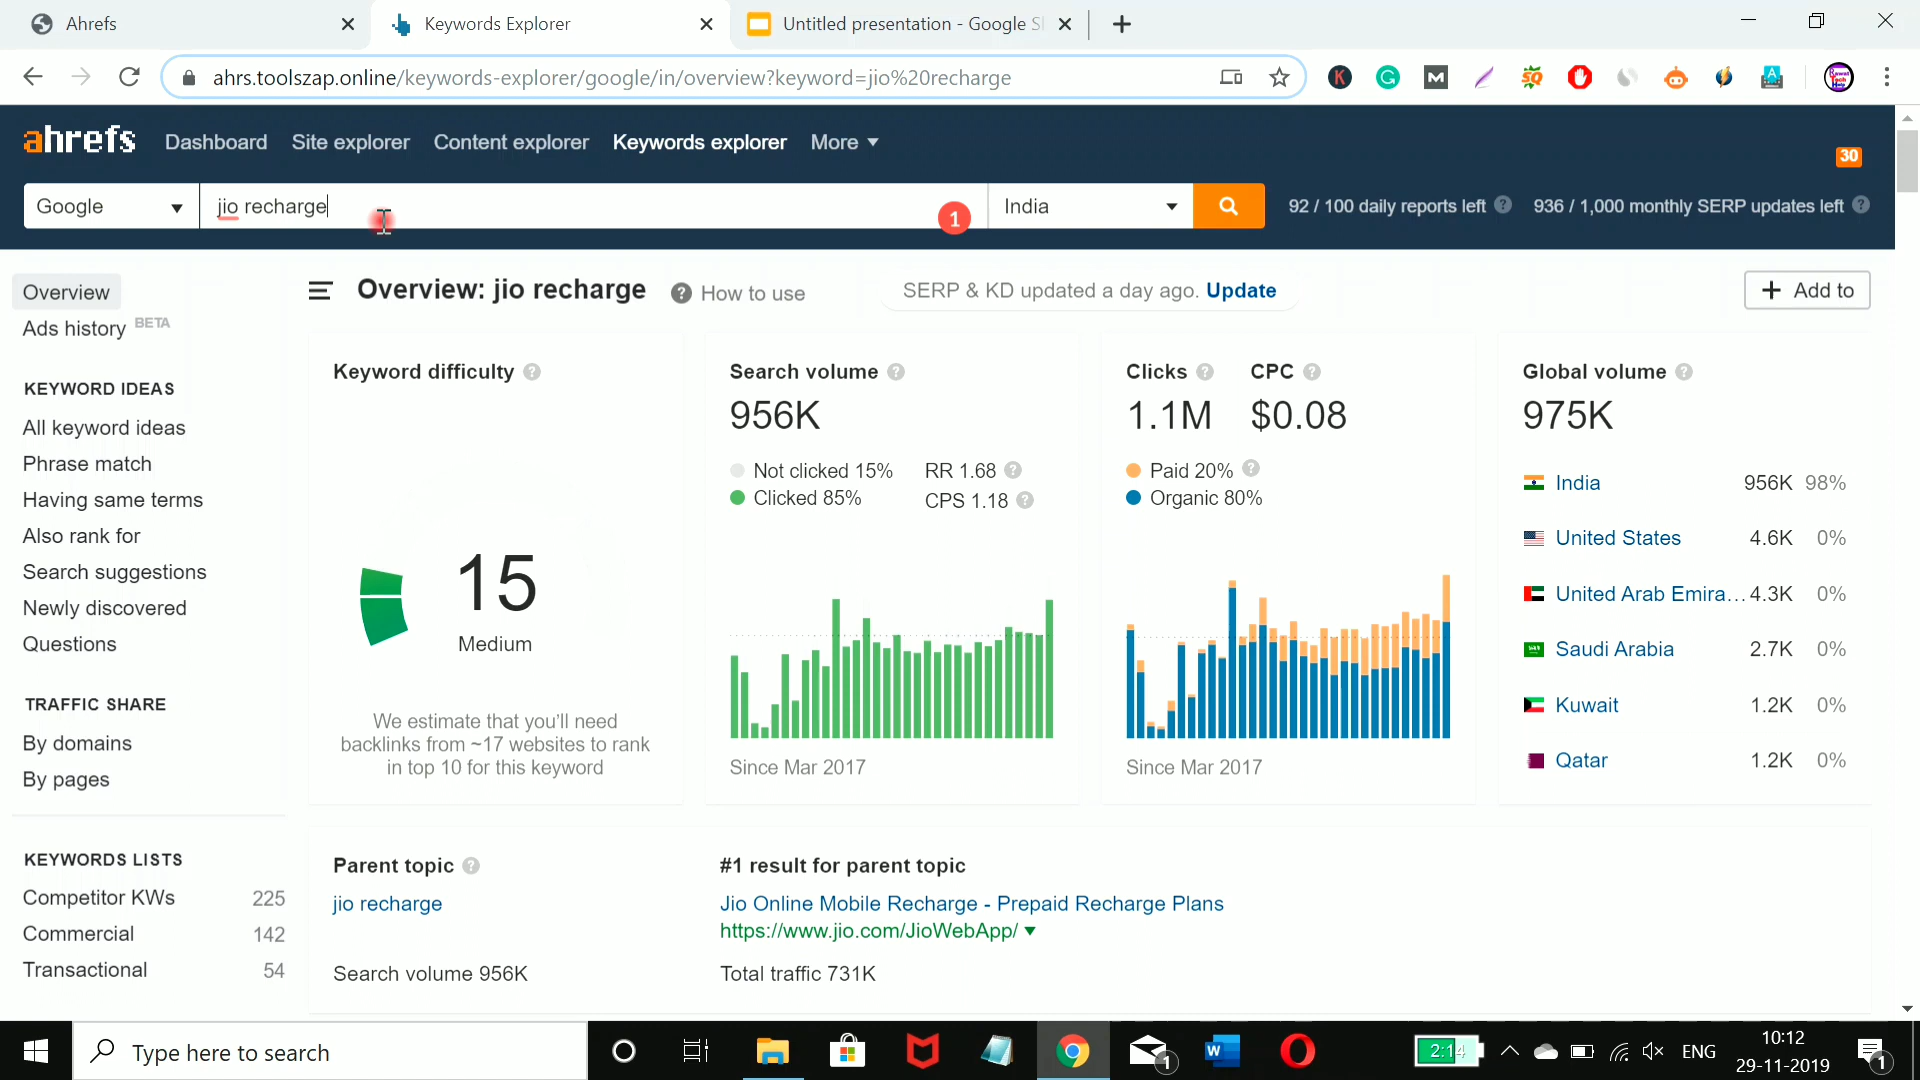 Ahrefs
Keywords Explorer
Untitled presentation - Google Sl
ahrs.toolszap.online/keywords-explorer/google/in/overview?keyword=jio%20recharge
ahrefs Dashboard Site explorer Content explorer Keywords explorer More
30
Google jio recharge 1 India 92 / 100 daily reports left 936 / 1,000 monthly SERP updates left
Overview
Ads history BETA
KEYWORD IDEAS
All keyword ideas
Phrase match
Having same terms
Also rank for
Search suggestions
Newly discovered
Questions
TRAFFIC SHARE
By domains
By pages
KEYWORDS LISTS
Competitor KWs 225
Commercial 142
Transactional 54
Overview: jio recharge How to use SERP & KD updated a day ago. Update + Add to
Keyword difficulty
15
Medium
We estimate that you'll need
backlinks from ~17 websites to rank
in top 10 for this keyword
Search volume
956K
Not clicked 15% RR 1.68
Clicked 85% CPS 1.18
Since Mar 2017
Clicks CPC
1.1M $0.08
Paid 20%
Organic 80%
Since Mar 2017
Global volume
975K
India 956K 98%
United States 4.6K 0%
United Arab Emira... 4.3K 0%
Saudi Arabia 2.7K 0%
Kuwait 1.2K 0%
Qatar 1.2K 0%
Parent topic
jio recharge
Search volume 956K
#1 result for parent topic
Jio Online Mobile Recharge - Prepaid Recharge Plans
https://www.jio.com/JioWebApp/
Total traffic 731K
Type here to search
1
2:14
ENG
10:12
29-11-2019
1